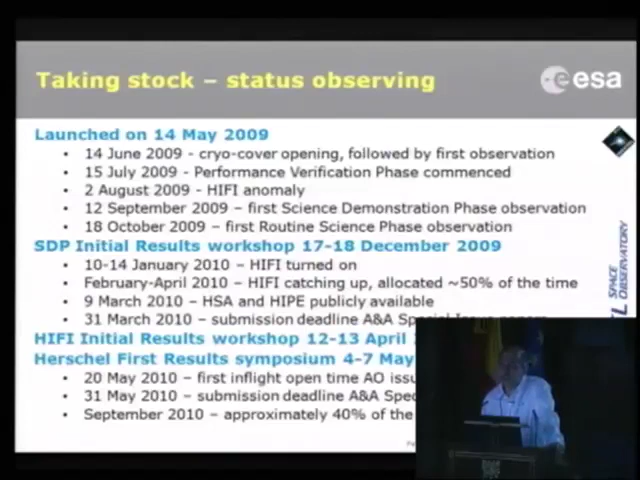 Taking stock – status observing
esa
Launched on 14 May 2009
• 14 June 2009 - cryo-cover opening, followed by first observation
• 15 July 2009 - Performance Verification Phase commenced
• 2 August 2009 - HIFI anomaly
• 12 September 2009 – first Science Demonstration Phase observation
• 18 October 2009 – first Routine Science Phase observation
SDP Initial Results workshop 17-18 December 2009
• 10-14 January 2010 – HIFI turned on
• February-April 2010 – HIFI catching up, allocated ~50% of the time
• 9 March 2010 – HSA and HIPE publicly available
• 31 March 2010 – submission deadline A&A Special Issue papers
HIFI Initial Results workshop 12-13 April
Herschel First Results symposium 4-7 May
• 20 May 2010 – first inflight open time AO issu
• 31 May 2010 – submission deadline A&A Spec
• September 2010 – approximately 40% of the
SPACE
OBSERVATORY